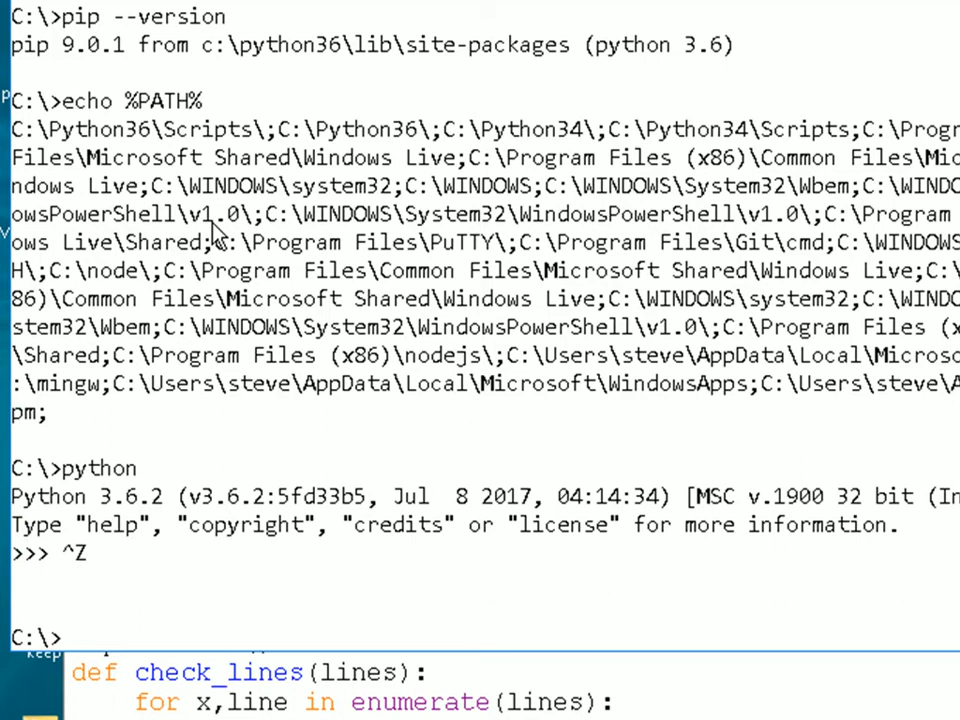 C:\>pip --version
pip 9.0.1 from c:\python36\lib\site-packages (python 3.6)
C:\>echo %PATH%
C:\Python36\Scripts\;C:\Python36\;C:\Python34\;C:\Python34\Scripts;C:\Progr
Files\Microsoft Shared\Windows Live;C:\Program Files (x86)\Common Files\Mic
ndows Live;C:\WINDOWS\system32;C:\WINDOWS;C:\WINDOWS\System32\Wbem;C:\WINDO
owsPowerShell\v1.0\;C:\WINDOWS\System32\WindowsPowerShell\v1.0\;C:\Program
ows Live\Shared;C:\Program Files\PuTTY\;C:\Program Files\Git\cmd;C:\WINDOWS
H\;C:\node\;C:\Program Files\Common Files\Microsoft Shared\Windows Live;C:\
86)\Common Files\Microsoft Shared\Windows Live;C:\WINDOWS\system32;C:\WINDO
stem32\Wbem;C:\WINDOWS\System32\WindowsPowerShell\v1.0\;C:\Program Files (x
\Shared;C:\Program Files (x86)\nodejs\;C:\Users\steve\AppData\Local\Microso
:\mingw;C:\Users\steve\AppData\Local\Microsoft\WindowsApps;C:\Users\steve\A
pm;
C:\>python
Python 3.6.2 (v3.6.2:5fd33b5, Jul  8 2017, 04:14:34) [MSC v.1900 32 bit (In
Type "help", "copyright", "credits" or "license" for more information.
>>> ^Z
C:\>
keep
def check_lines(lines):
for x,line in enumerate(lines):